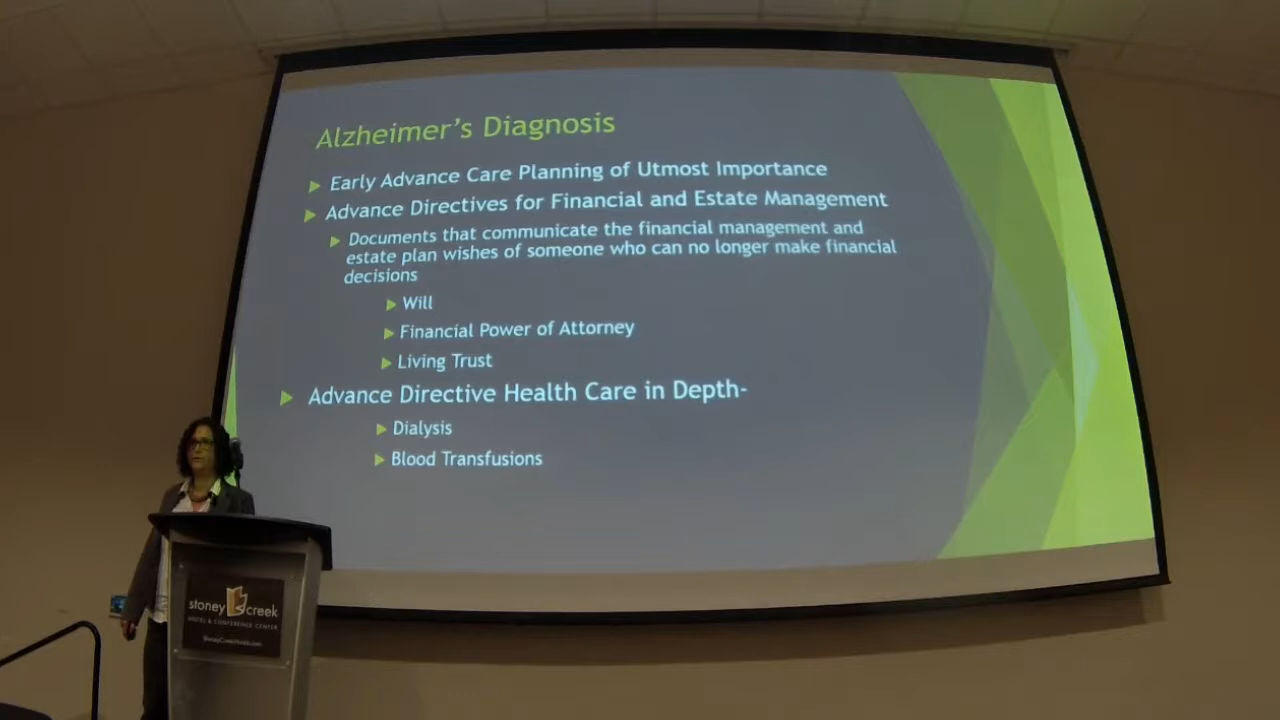 Alzheimer's Diagnosis
Early Advance Care Planning of Utmost Importance
Advance Directives for Financial and Estate Management
Documents that communicate the financial management and
estate plan wishes of someone who can no longer make financial
decisions
Will
Financial Power of Attorney
Living Trust
Advance Directive Health Care in Depth-
Dialysis
Blood Transfusions
stoney creek
HOTEL & CONFERENCE CENTER